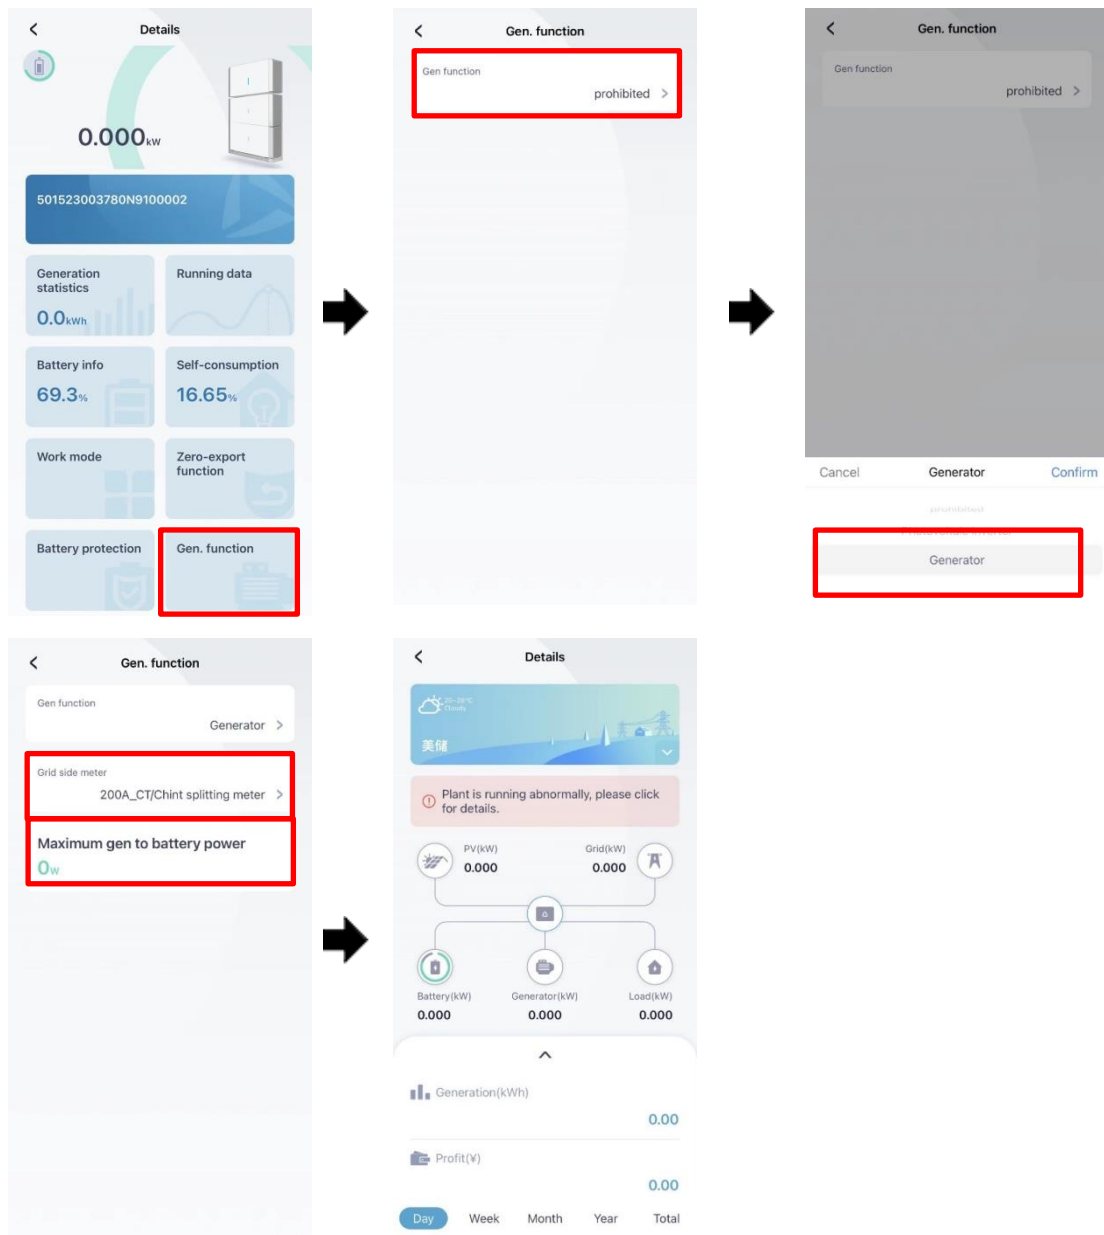 Details
0.000kW
501523003780N9100002
Generation
statistics
0.0kWh
Running data
Battery info
69.3%
Self-consumption
16.65%
Work mode
Zero-export
function
Battery protection
Gen. function
Gen. function
Gen function
prohibited
Gen. function
Gen function
prohibited
Cancel
Generator
Confirm
prohibited
Generator
Gen. function
Gen function
Generator
Grid side meter
200A_CT/Chint splitting meter
Maximum gen to battery power
0w
Details
20~28℃
Cloudy
美储
Plant is running abnormally, please click
for details.
PV(kW)
0.000
Grid(kW)
0.000
Battery(kW)
0.000
Generator(kW)
0.000
Load(kW)
0.000
Generation(kWh)
0.00
Profit(¥)
0.00
Day Week Month Year Total